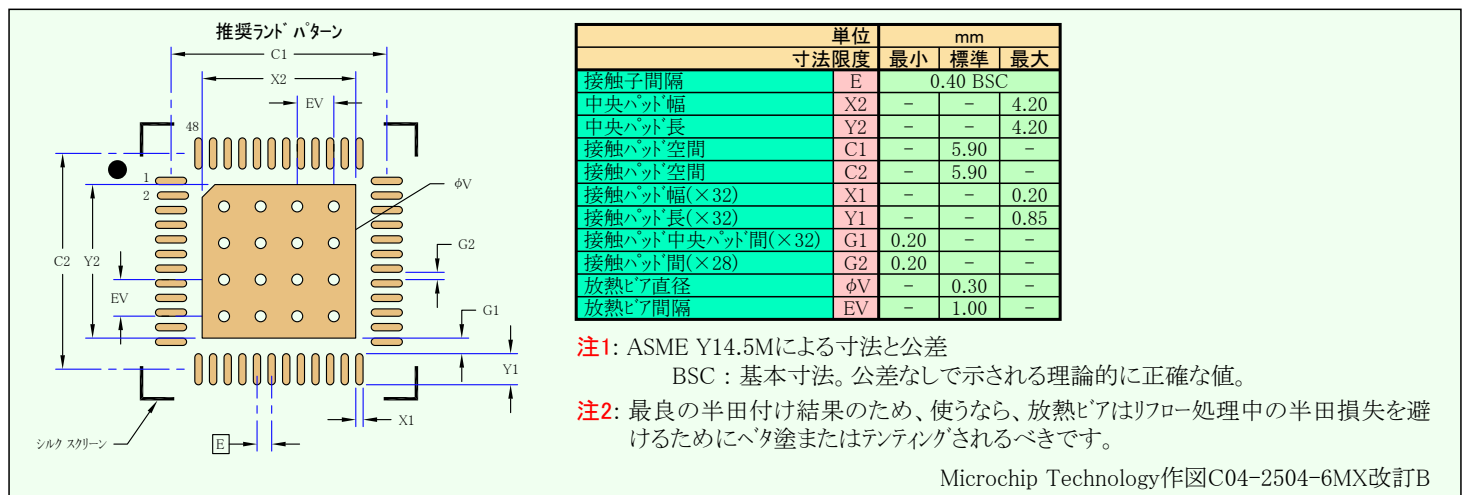 推奨ランド パターン
C1
X2
EV
48
1
2
φV
C2
Y2
G2
EV
G1
Y1
X1
E
シルク スクリーン
単位 mm
寸法限度 最小 標準 最大
接触子間隔 E 0.40 BSC
中央パッド幅 X2 - - 4.20
中央パッド長 Y2 - - 4.20
接触パッド空間 C1 - 5.90 -
接触パッド空間 C2 - 5.90 -
接触パッド幅(×32) X1 - - 0.20
接触パッド長(×32) Y1 - - 0.85
接触パッド中央パッド間(×32) G1 0.20 - -
接触パッド間(×28) G2 0.20 - -
放熱ビア直径 φV - 0.30 -
放熱ビア間隔 EV - 1.00 -
注1: ASME Y14.5Mによる寸法と公差
BSC : 基本寸法。公差なしで示される理論的に正確な値。
注2: 最良の半田付け結果のため、使うなら、放熱ビアはリフロー処理中の半田損失を避
けるためにベタ塗またはテンティングされるべきです。
Microchip Technology作図C04-2504-6MX改訂B